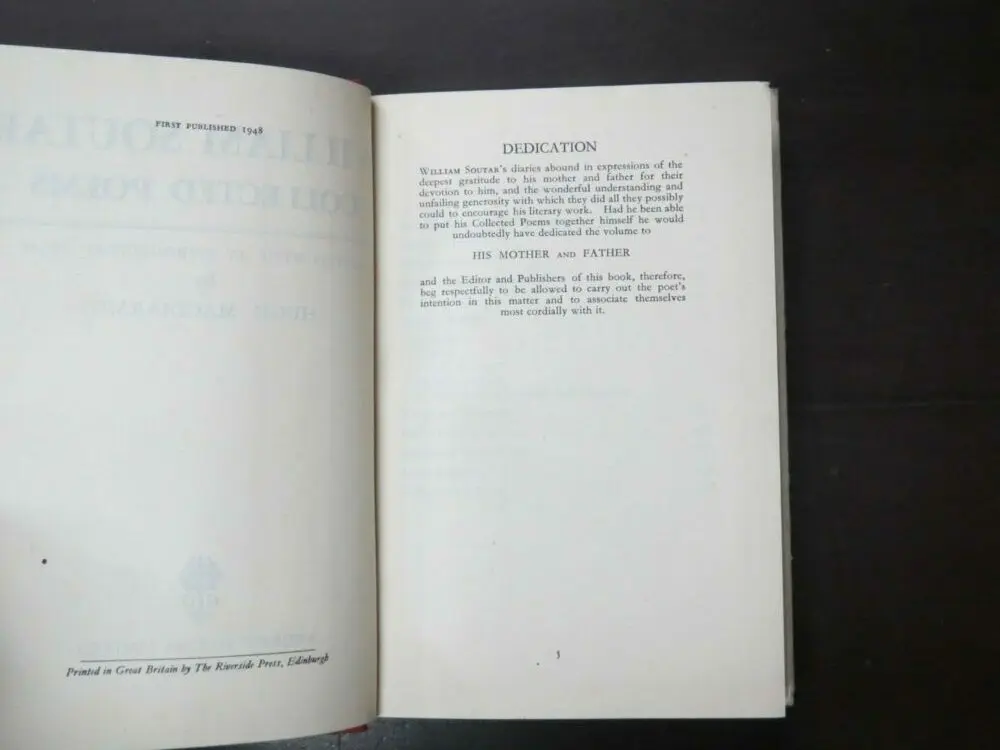 FIRST PUBLISHED 1948
Printed in Great Britain by The Riverside Press, Edinburgh
DEDICATION
WILLIAM SOUTAR'S diaries abound in expressions of the
deepest gratitude to his mother and father for their
devotion to him, and the wonderful understanding and
unfailing generosity with which they did all they possibly
could to encourage his literary work. Had he been able
to put his Collected Poems together himself he would
undoubtedly have dedicated the volume to
HIS MOTHER AND FATHER
and the Editor and Publishers of this book, therefore,
beg respectfully to be allowed to carry out the poet's
intention in this matter and to associate themselves
most cordially with it.
5